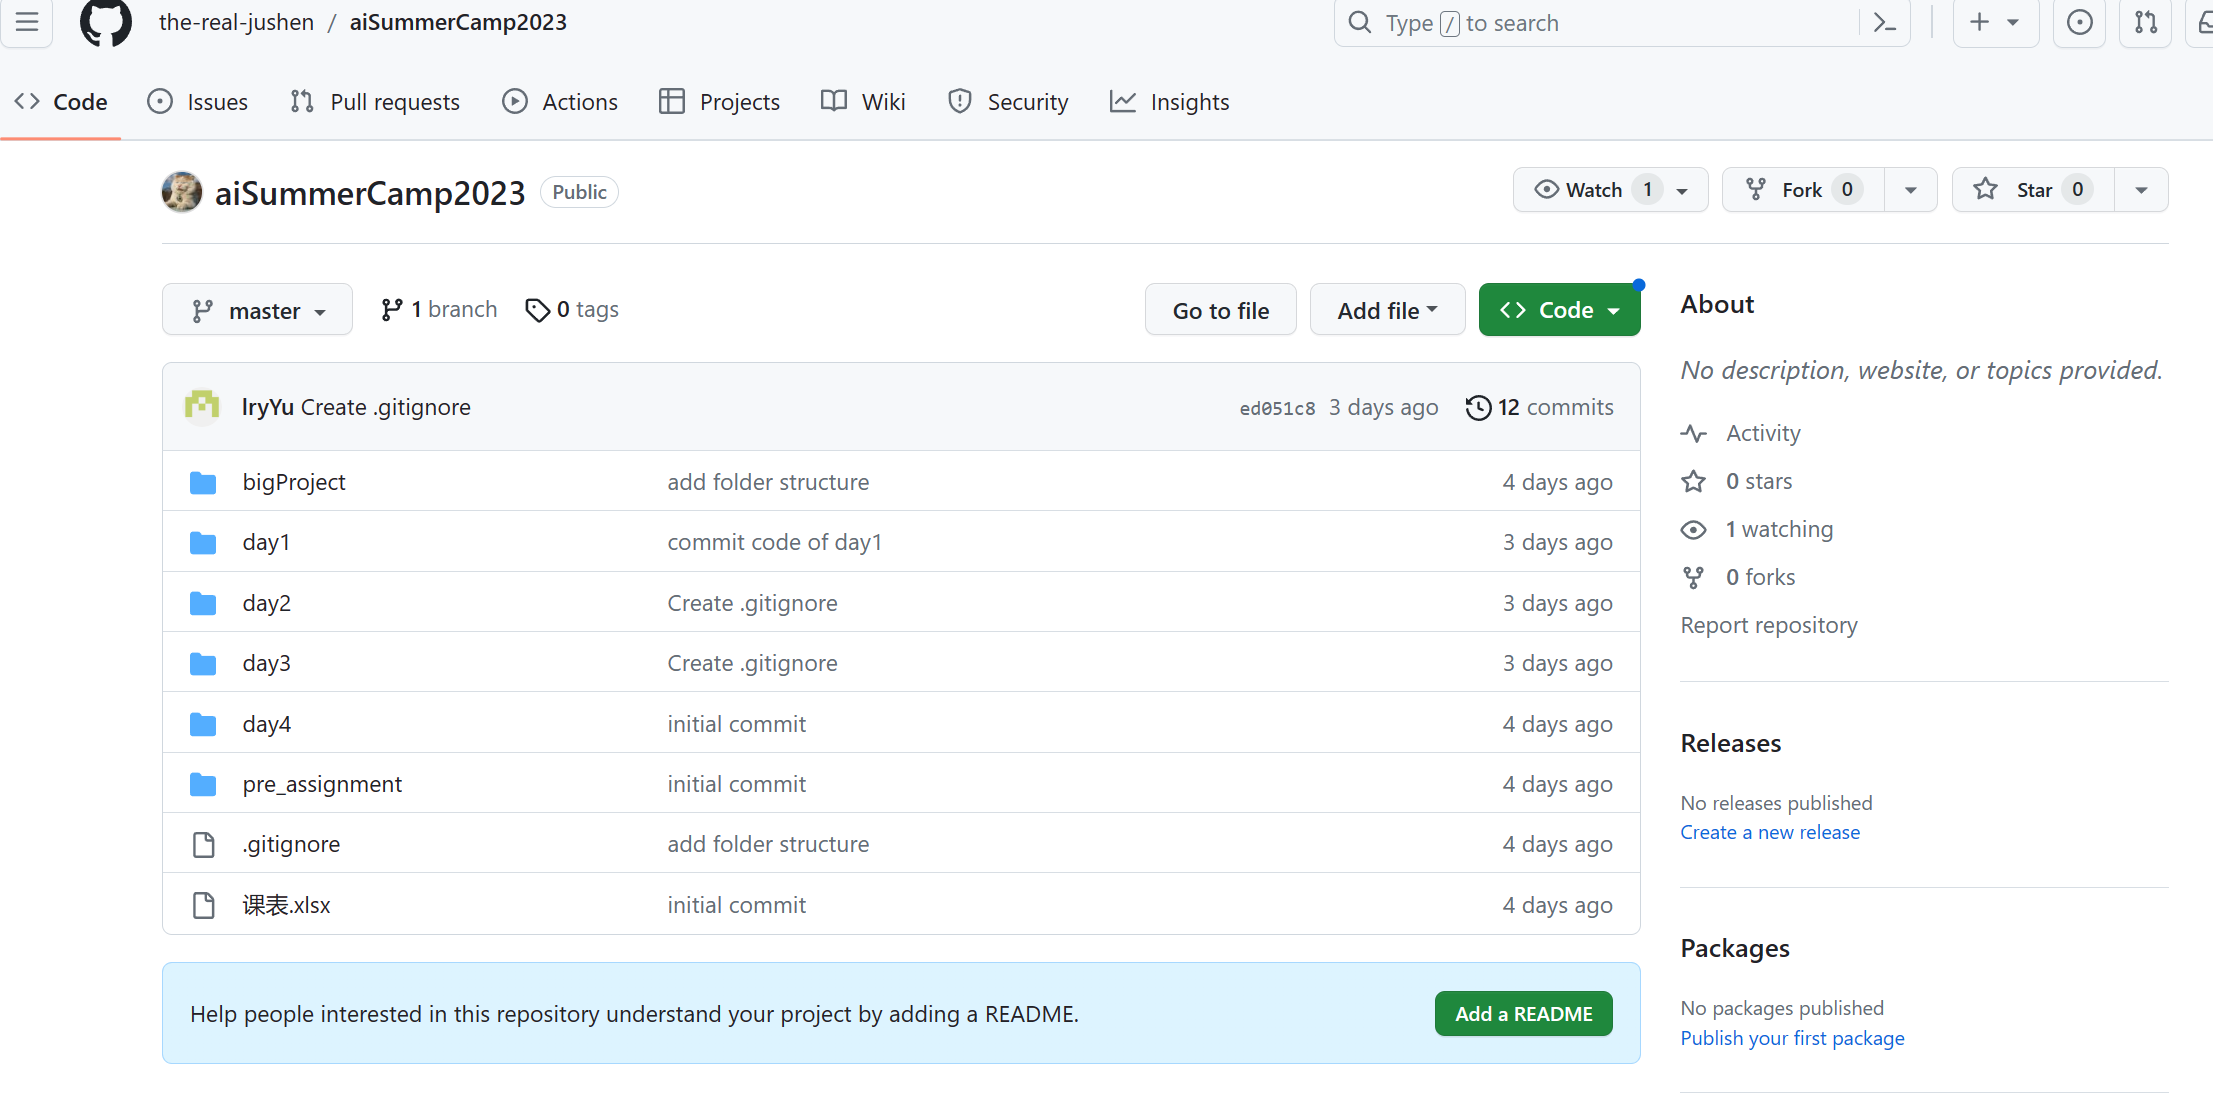 the-real-jushen / aiSummerCamp2023
Type / to search
Code Issues Pull requests Actions Projects Wiki Security Insights
aiSummerCamp2023 Public
Watch 1 Fork 0 Star 0
master 1 branch 0 tags Go to file Add file Code
lryYu Create .gitignore ed051c8 3 days ago 12 commits
bigProject add folder structure 4 days ago
day1 commit code of day1 3 days ago
day2 Create .gitignore 3 days ago
day3 Create .gitignore 3 days ago
day4 initial commit 4 days ago
pre_assignment initial commit 4 days ago
.gitignore add folder structure 4 days ago
课表.xlsx initial commit 4 days ago
Help people interested in this repository understand your project by adding a README. Add a README
About
No description, website, or topics provided.
Activity
0 stars
1 watching
0 forks
Report repository
Releases
No releases published
Create a new release
Packages
No packages published
Publish your first package